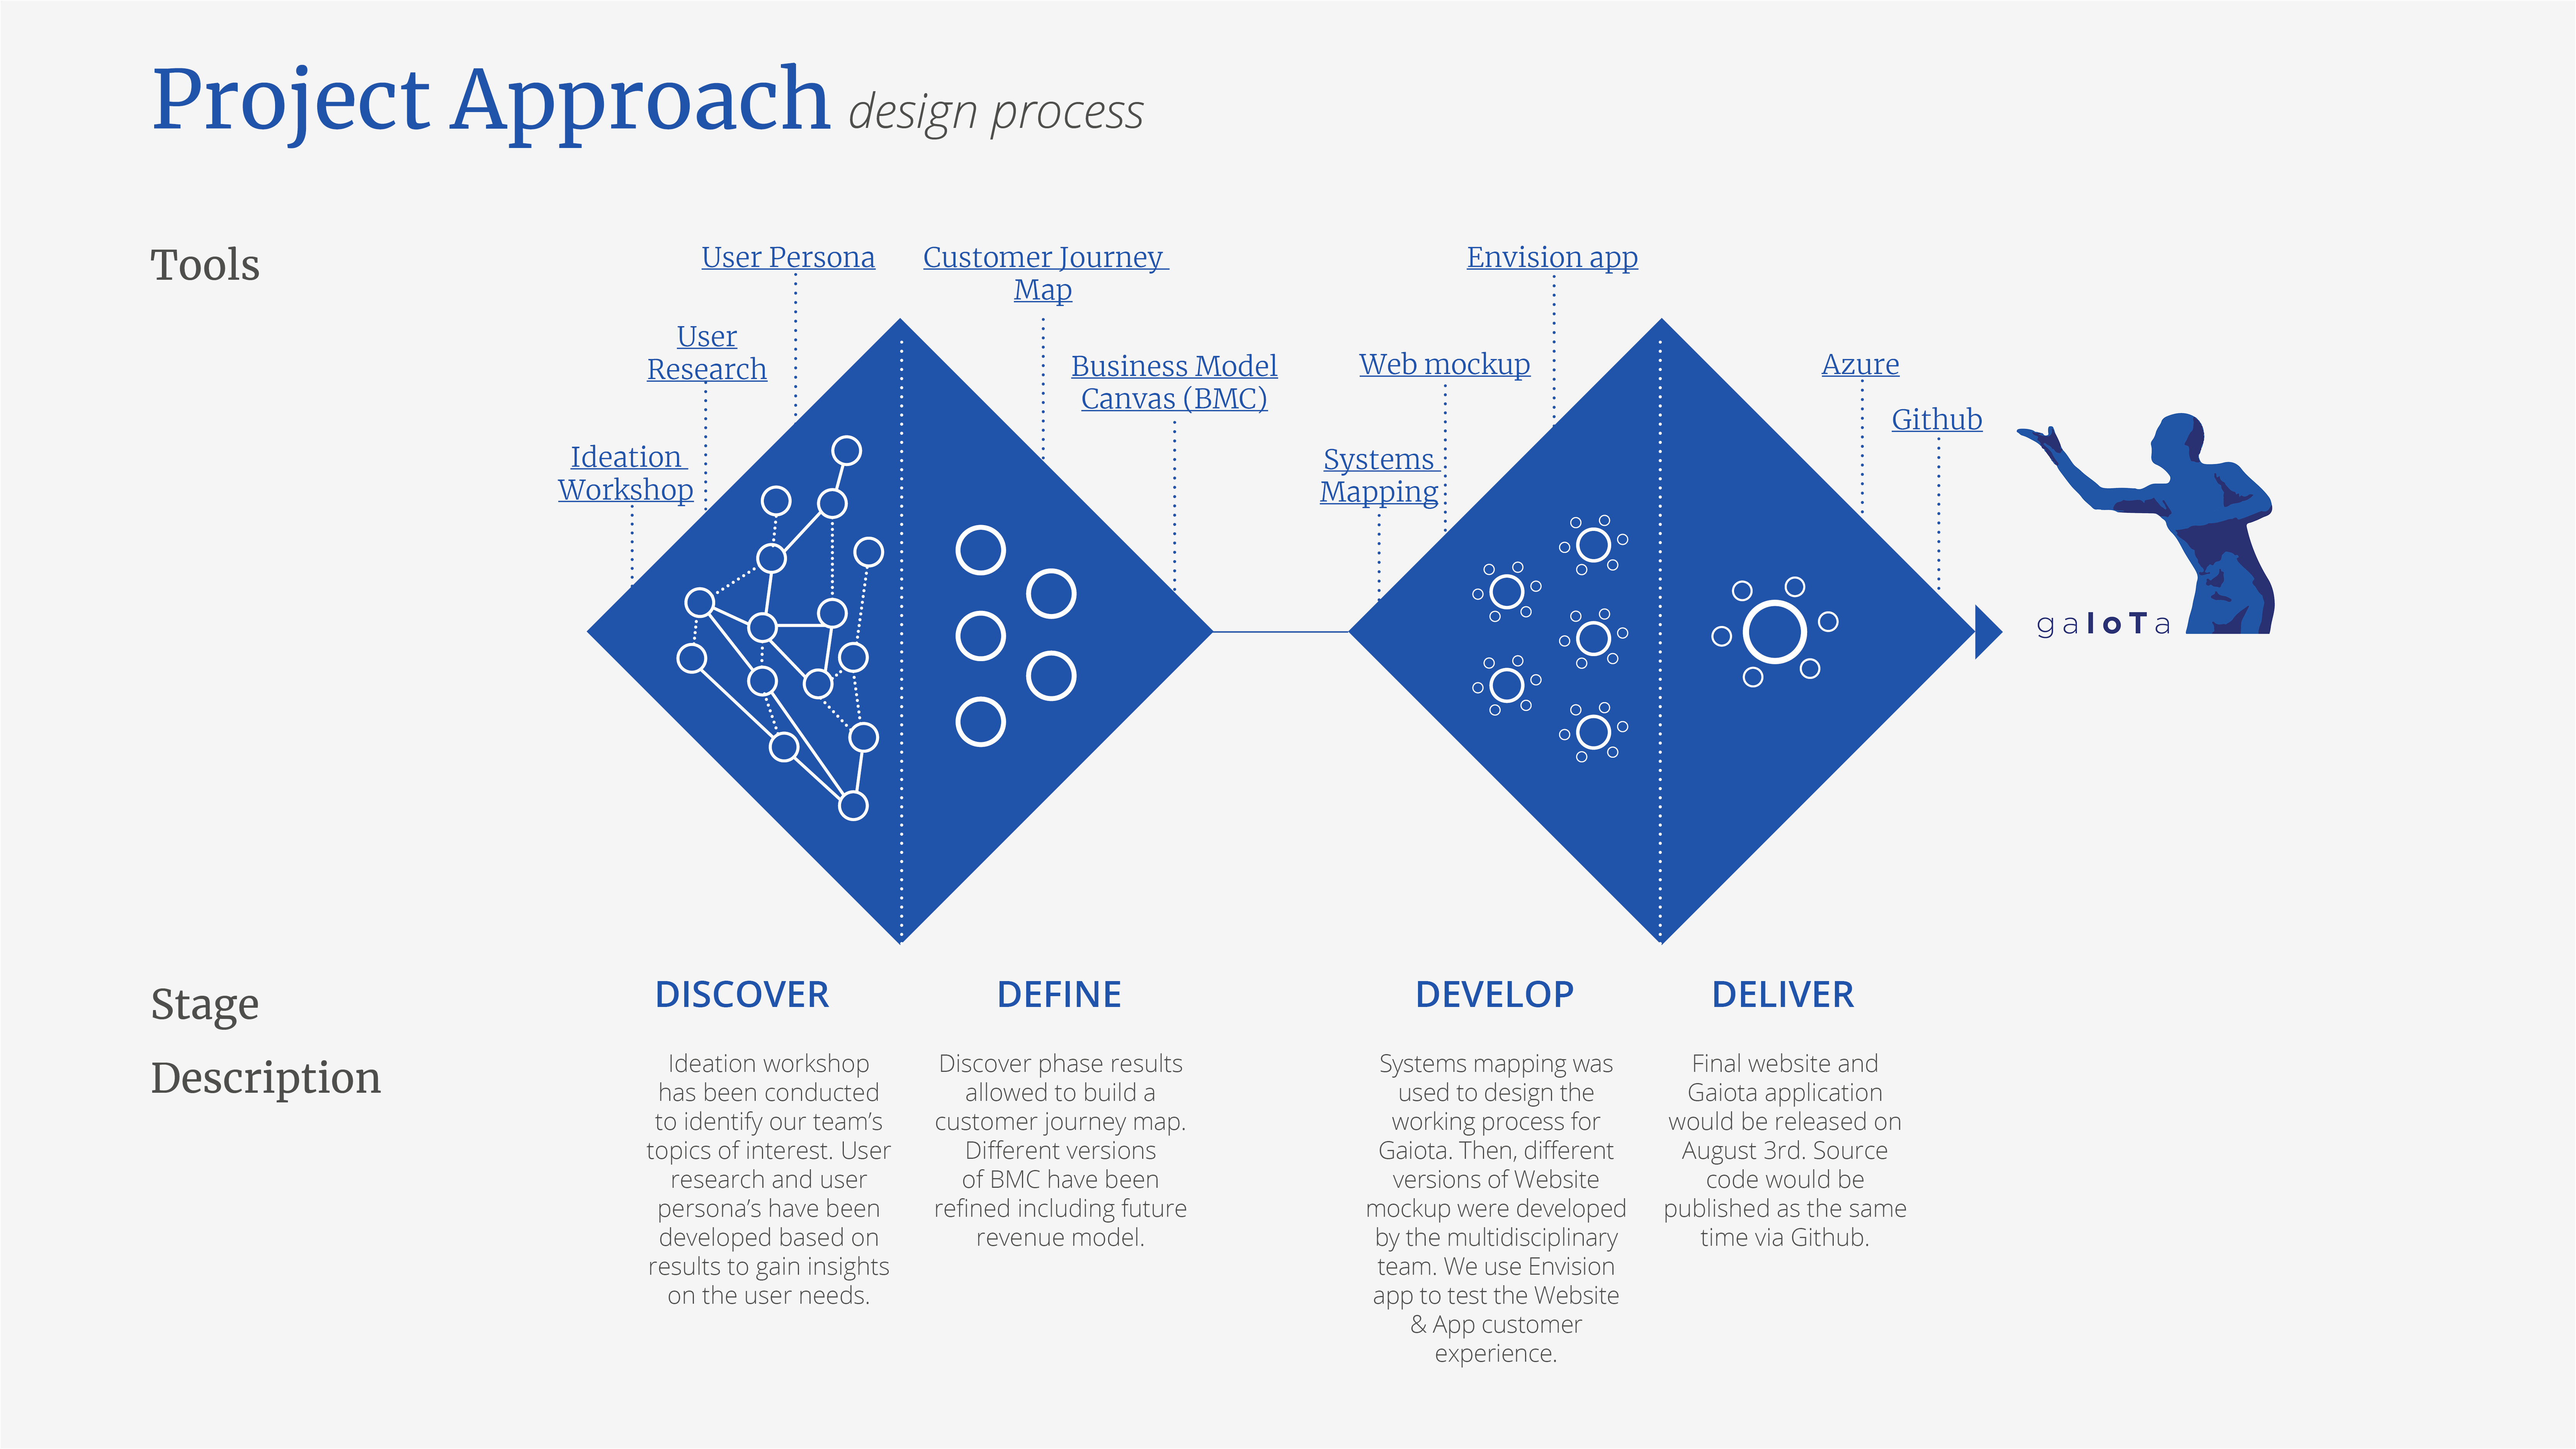 Project Approach design process
Tools
User Persona
Customer Journey
Map
Envision app
User
Research
Business Model
Canvas (BMC)
Web mockup
Azure
Github
Ideation
Workshop
Systems
Mapping
gaIoTa
Stage
DISCOVER
DEFINE
DEVELOP
DELIVER
Description
Ideation workshop
has been conducted
to identify our team’s
topics of interest. User
research and user
persona’s have been
developed based on
results to gain insights
on the user needs.
Discover phase results
allowed to build a
customer journey map.
Different versions
of BMC have been
refined including future
revenue model.
Systems mapping was
used to design the
working process for
Gaiota. Then, different
versions of Website
mockup were developed
by the multidisciplinary
team. We use Envision
app to test the Website
& App customer
experience.
Final website and
Gaiota application
would be released on
August 3rd. Source
code would be
published as the same
time via Github.